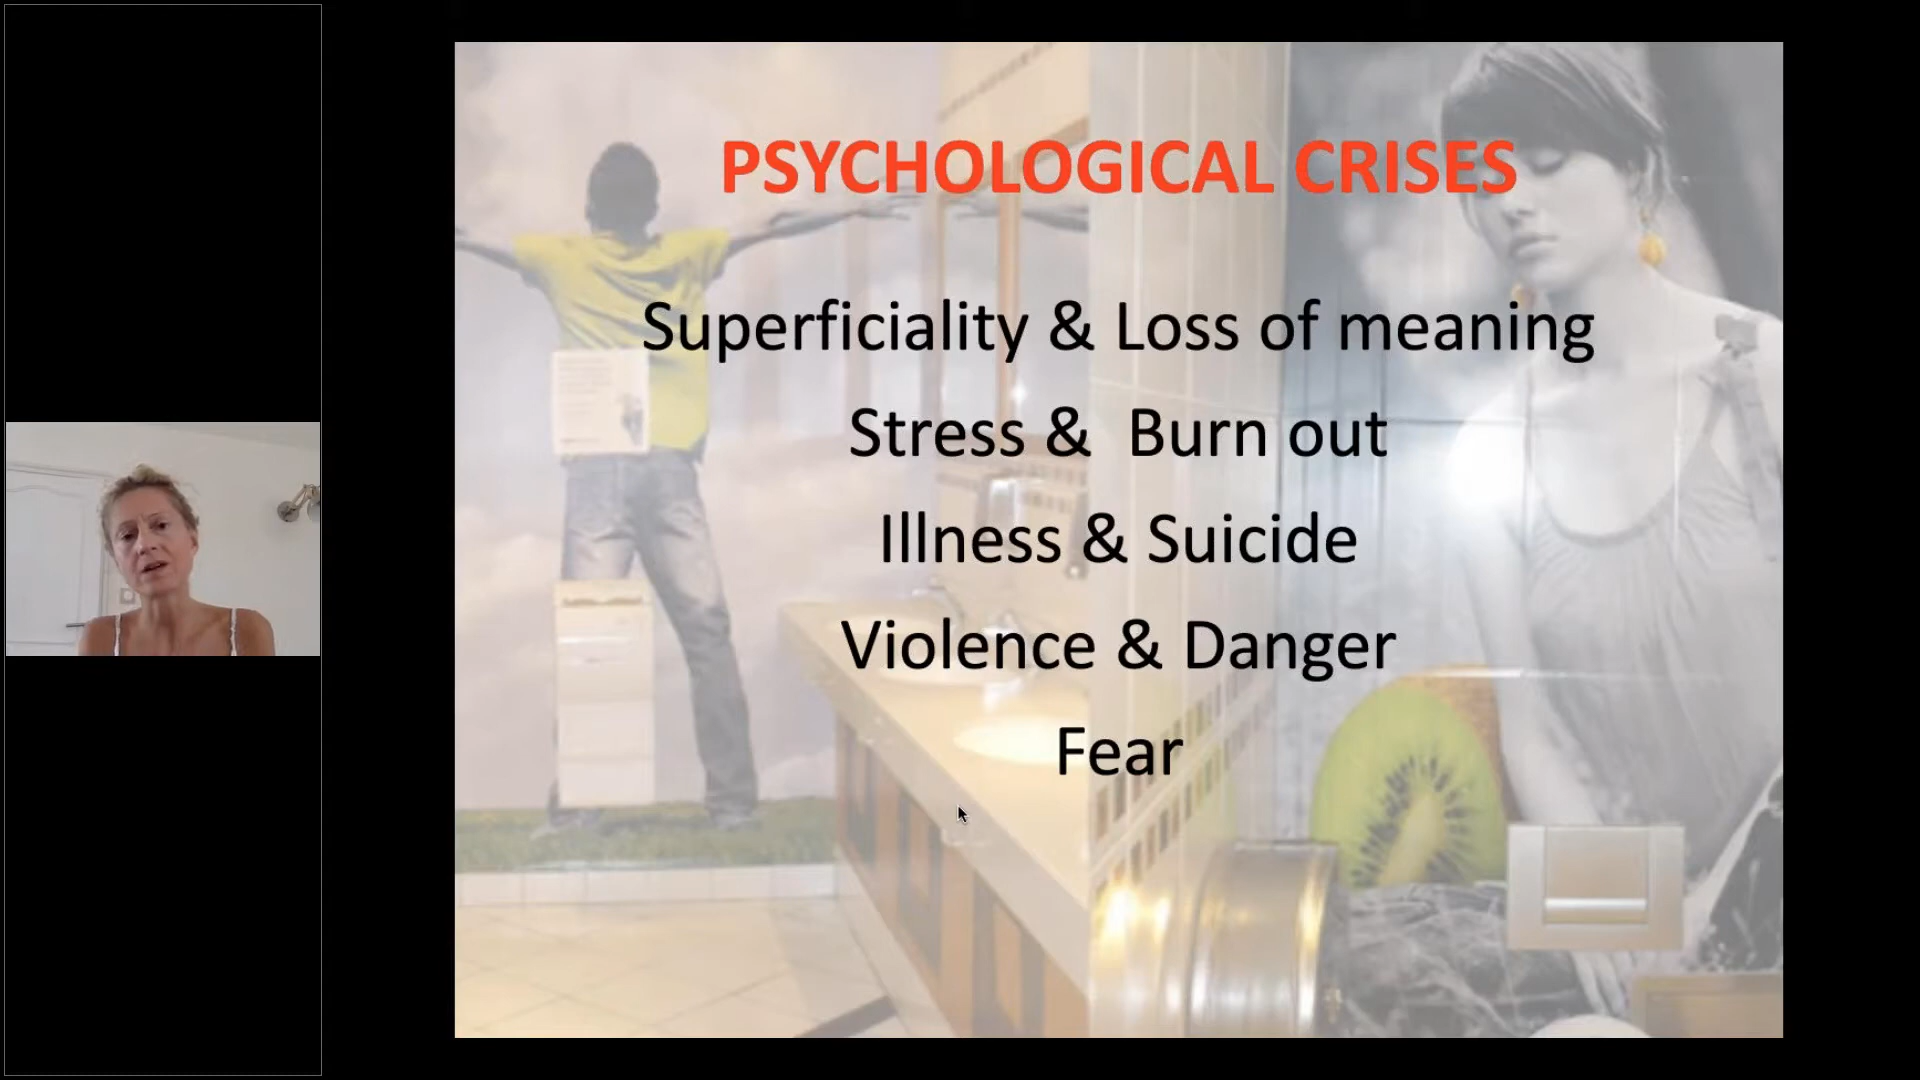 PSYCHOLOGICAL CRISES
Superficiality & Loss of meaning
Stress & Burn out
Illness & Suicide
Violence & Danger
Fear